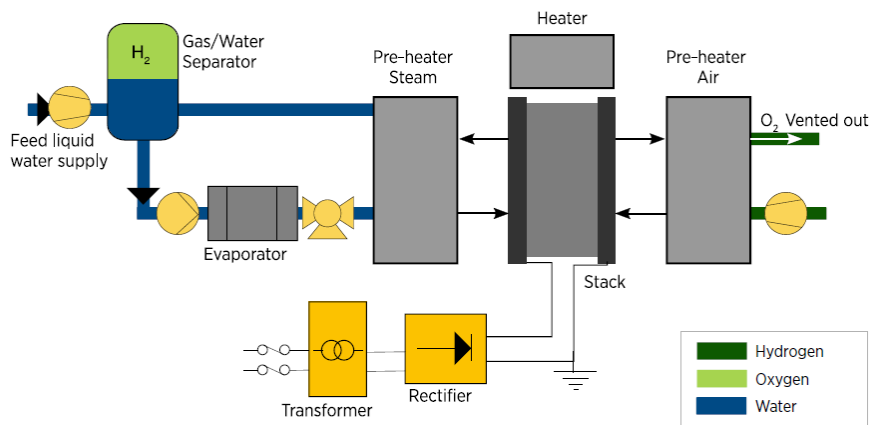 Heater
Gas/Water
Separator
H2
Pre-heater
Steam
Pre-heater
Air
O2 Vented out
Feed liquid
water supply
Evaporator
Stack
Transformer
Rectifier
Hydrogen
Oxygen
Water